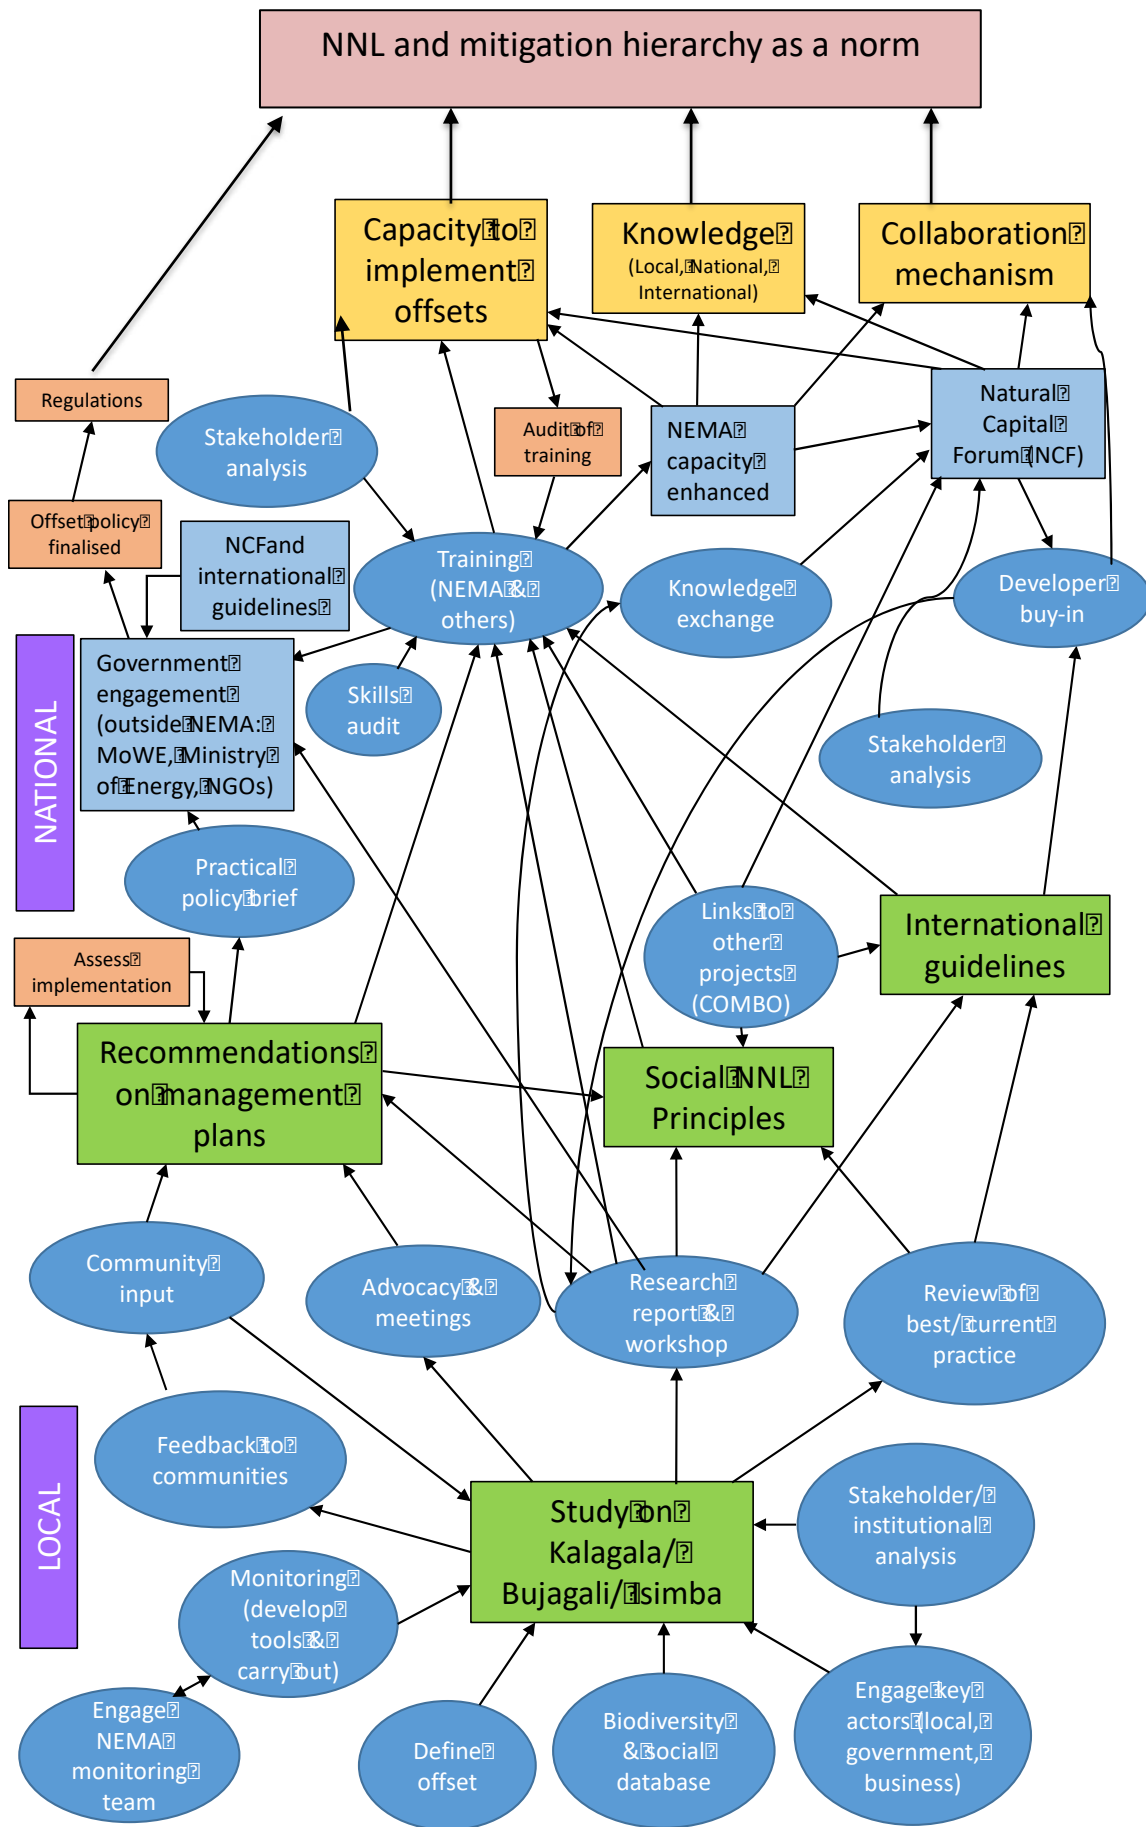 NNL and mitigation hierarchy as a norm
Capacity to
implement
offsets
Knowledge
(Local, National,
International)
Collaboration
mechanism
Regulations
Stakeholder
analysis
Audit of
training
NEMA
capacity
enhanced
Natural
Capital
Forum (NCF)
Offset policy
finalised
NCFand
international
guidelines
Training
(NEMA &
others)
Knowledge
exchange
Developer
buy-in
NATIONAL
Government
engagement
(outside NEMA:
MoWE, Ministry
of Energy, NGOs)
Skills
audit
Stakeholder
analysis
Practical
policy brief
Links to
other
projects
(COMBO)
International
guidelines
Assess
implementation
Recommendations
on management
plans
Social NNL
Principles
Community
input
Advocacy &
meetings
Research
report &
workshop
Review of
best/ current
practice
LOCAL
Feedback to
communities
Study on
Kalagala/
Bujagali/ Isimba
Stakeholder/
institutional
analysis
Monitoring
(develop
tools &
carry out)
Engage
NEMA
monitoring
team
Define
offset
Biodiversity
& social
database
Engage key
actors (local,
government,
business)